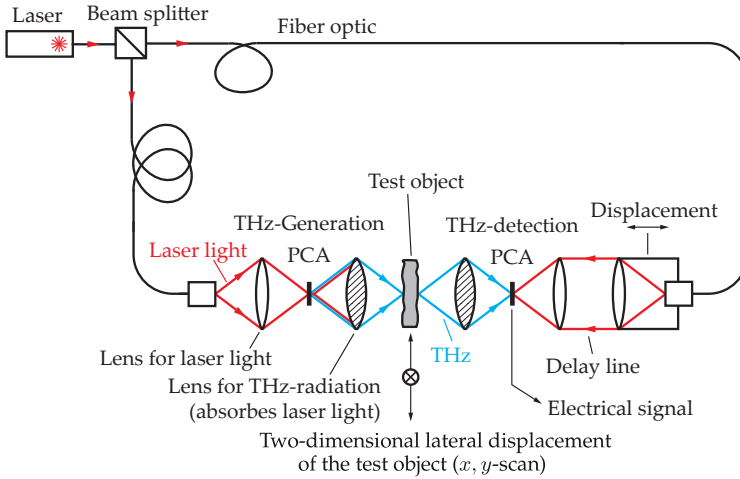 Laser
Beam splitter
Fiber optic
Test object
THz-Generation
THz-detection
Displacement
Laser light
PCA
PCA
THz
Lens for laser light
Delay line
Lens for THz-radiation
(absorbes laser light)
Electrical signal
Two-dimensional lateral displacement
of the test object (x, y-scan)